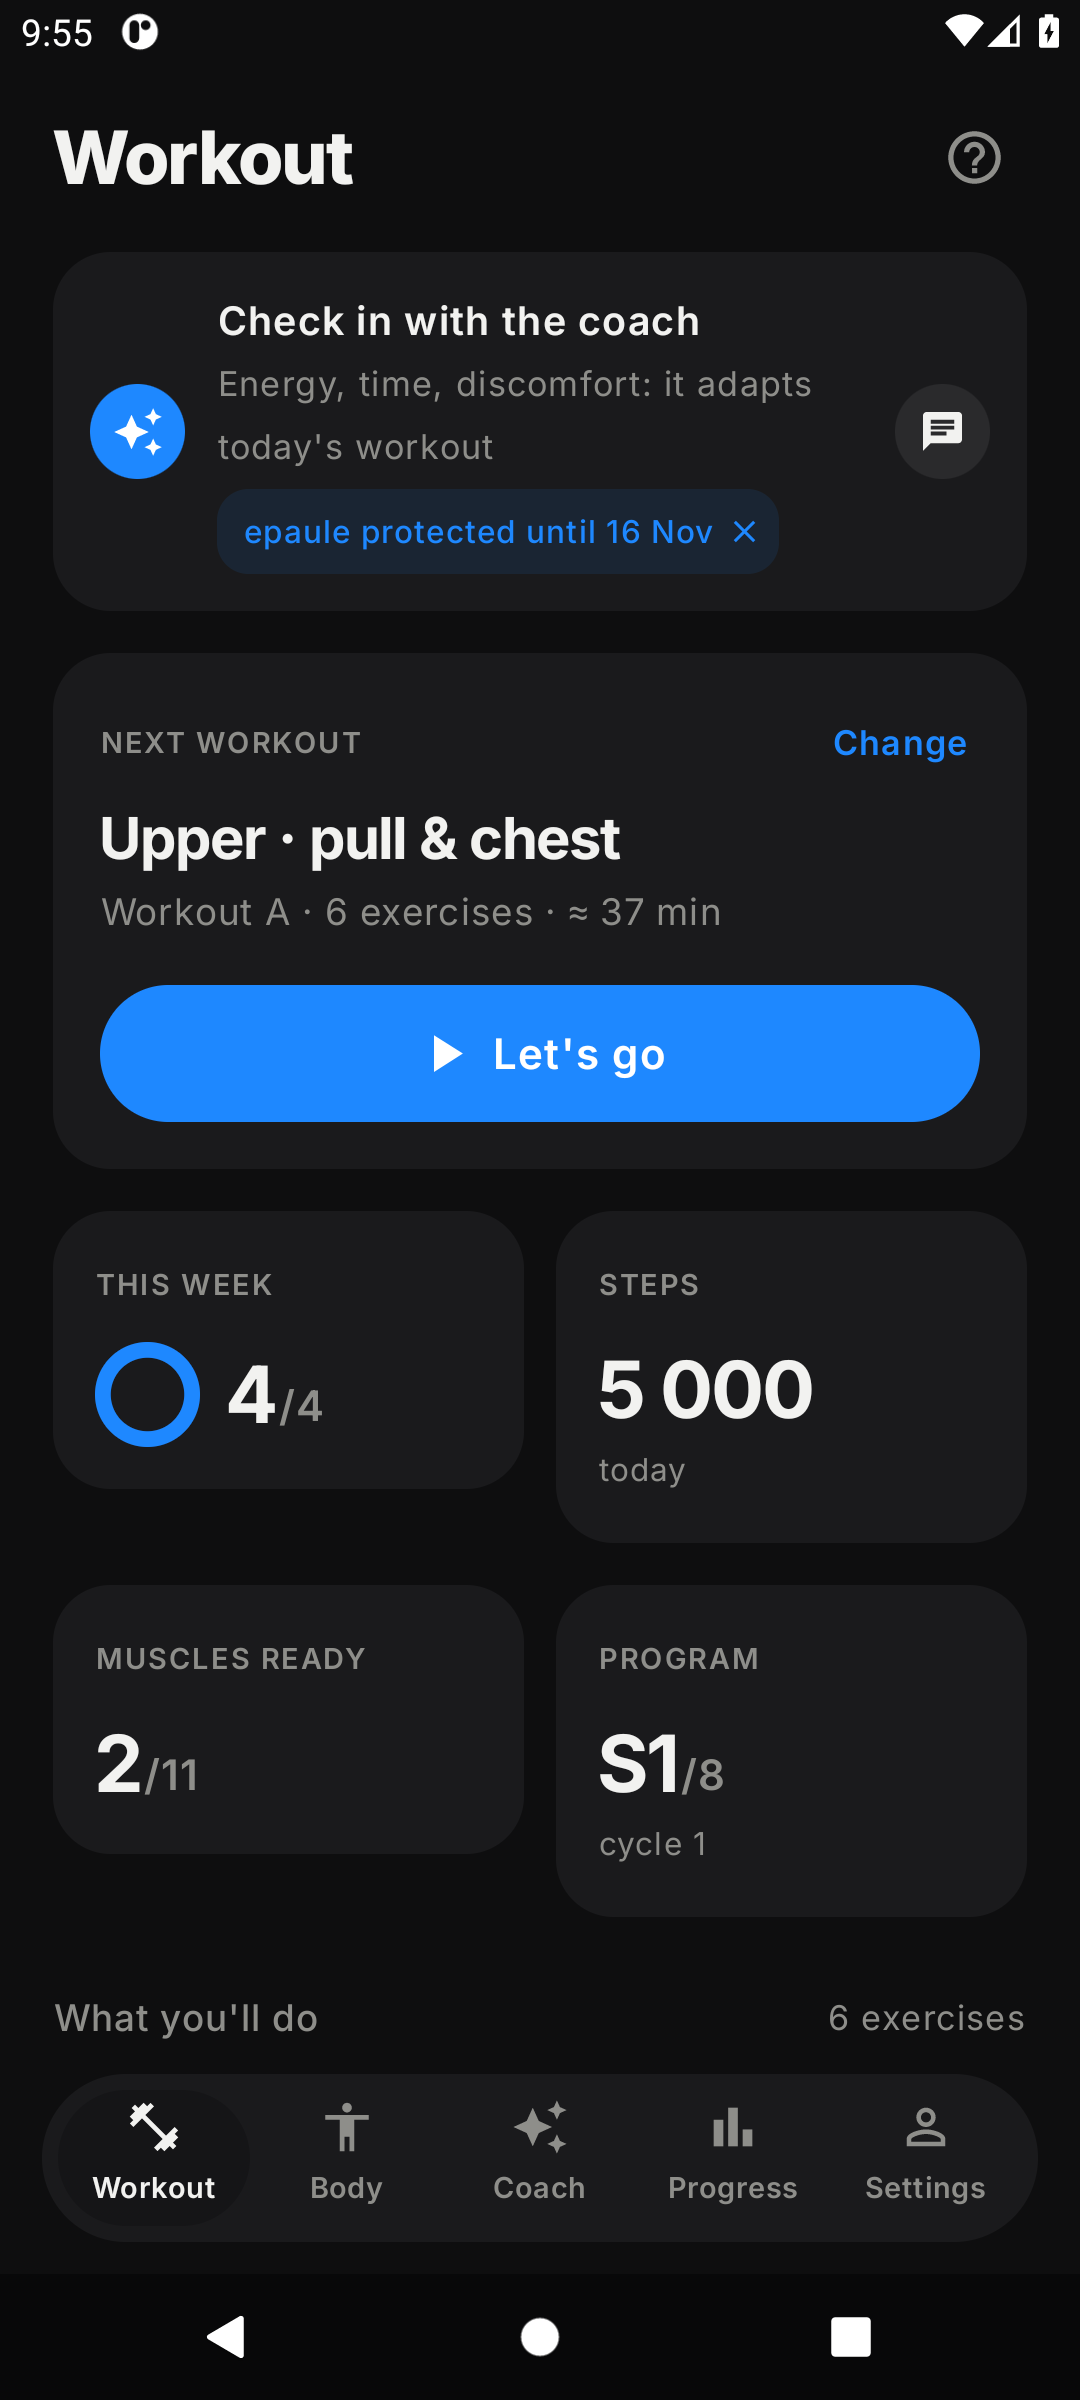 9:55
Workout
Check in with the coach
Energy, time, discomfort: it adapts
today's workout
epaule protected until 16 Nov
NEXT WORKOUT
Change
Upper · pull & chest
Workout A · 6 exercises · ≈ 37 min
Let's go
THIS WEEK
4/4
STEPS
5 000
today
MUSCLES READY
2/11
PROGRAM
S1/8
cycle 1
What you'll do
6 exercises
Workout
Body
Coach
Progress
Settings